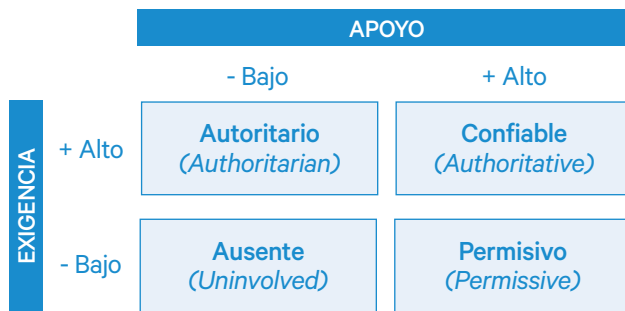 APOYO
- Bajo
+ Alto
EXIGENCIA
+ Alto
Autoritario
(Authoritarian)
Confiable
(Authoritative)
- Bajo
Ausente
(Uninvolved)
Permisivo
(Permissive)